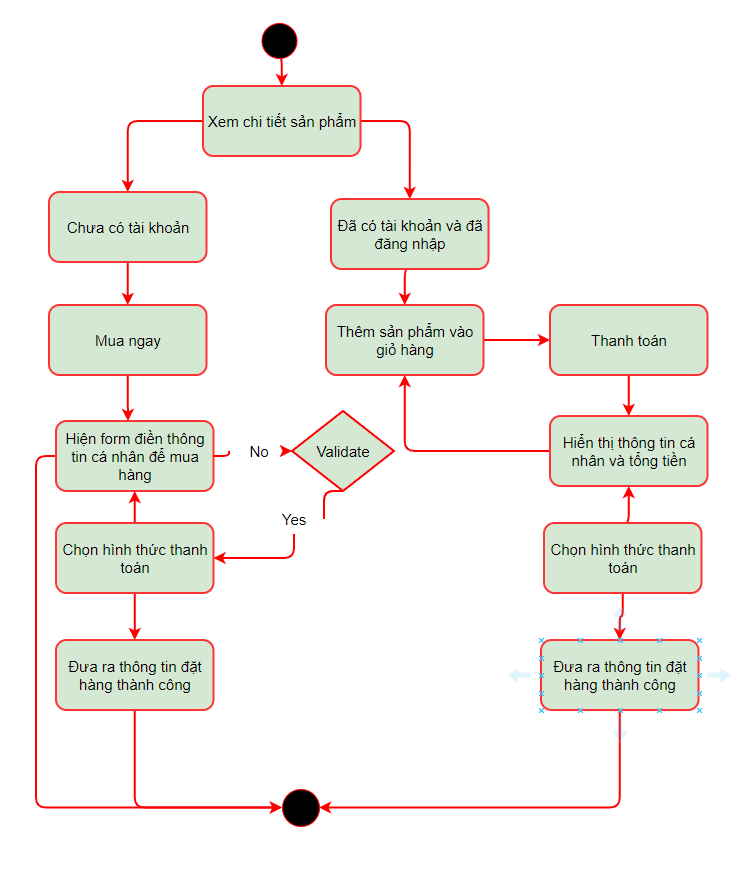 Xem chi tiết sản phẩm
Chưa có tài khoản
Đã có tài khoản và đã
đăng nhập
Mua ngay
Thêm sản phẩm vào
giỏ hàng
Thanh toán
Hiện form điền thông
tin cá nhân để mua
hàng
No
Validate
Hiển thị thông tin cá
nhân và tổng tiền
Yes
Chọn hình thức thanh
toán
Chọn hình thức thanh
toán
Đưa ra thông tin đặt
hàng thành công
Đưa ra thông tin đặt
hàng thành công